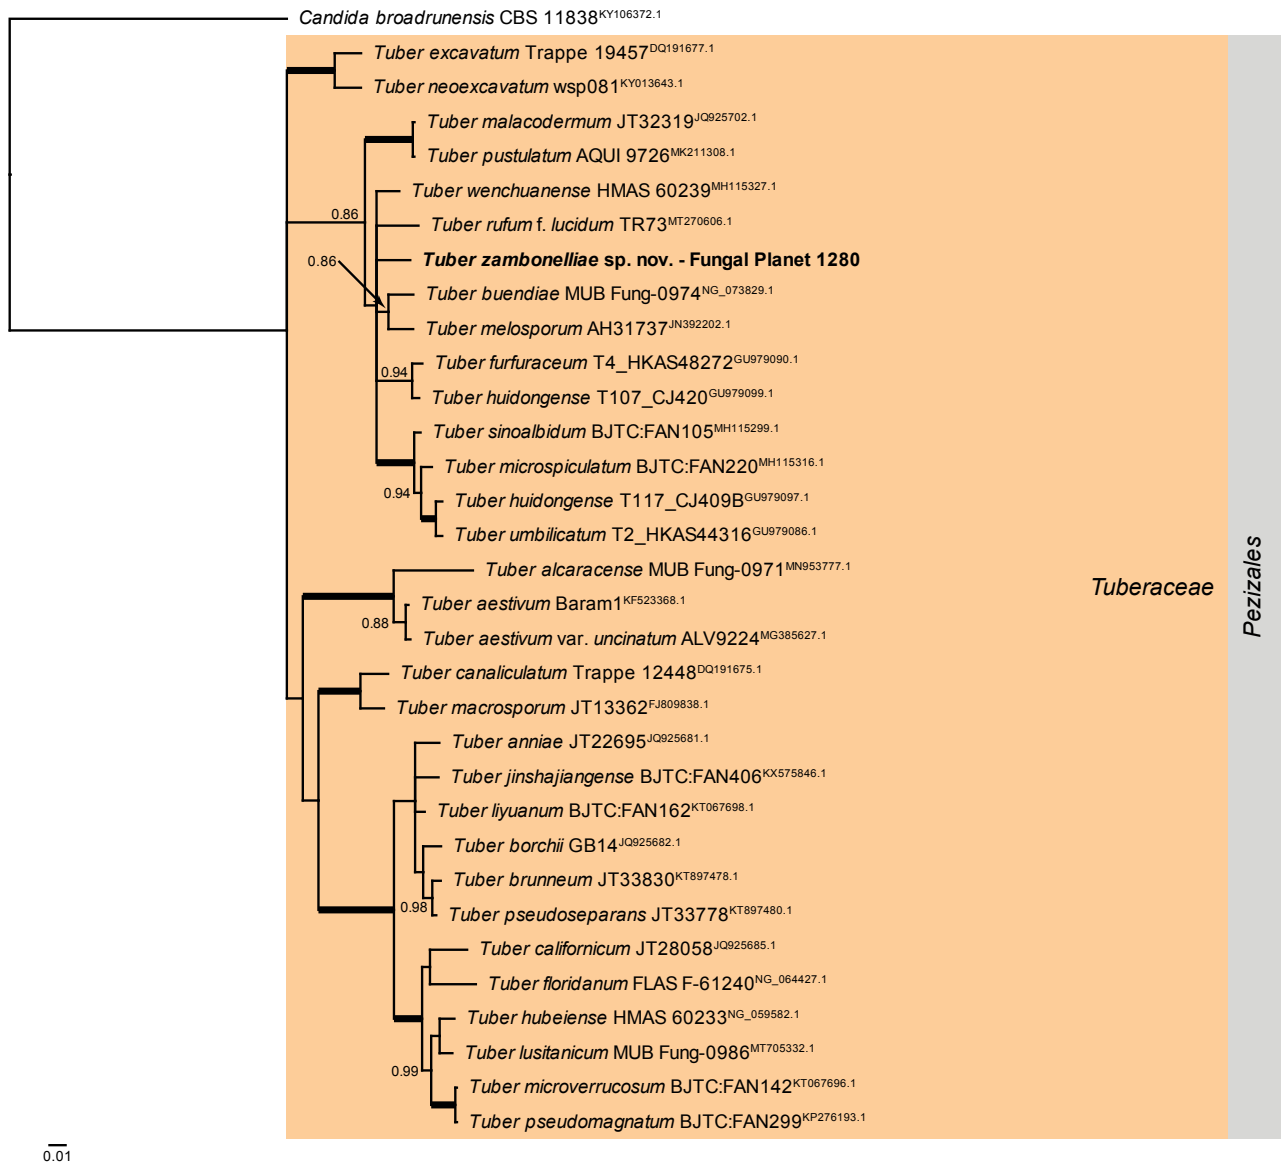 Candida broadrunensis CBS 11838KY106372.1
Tuber excavatum Trappe 19457DQ191677.1
Tuber neoexcavatum wsp081KY013643.1
Tuber malacodermum JT32319JQ925702.1
Tuber pustulatum AQUI 9726MK211308.1
Tuber wenchuanense HMAS 60239MH115327.1
0.86
Tuber rufum f. lucidum TR73MT270606.1
0.86
Tuber zambonelliae sp. nov. - Fungal Planet 1280
Tuber buendiae MUB Fung-0974NG_073829.1
Tuber melosporum AH31737JN392202.1
Tuber furfuraceum T4_HKAS48272GU979090.1
0.94
Tuber huidongense T107_CJ420GU979099.1
Tuber sinoalbidum BJTC:FAN105MH115299.1
Tuber microspiculatum BJTC:FAN220MH115316.1
0.94
Tuber huidongense T117_CJ409BGU979097.1
Tuber umbilicatum T2_HKAS44316GU979086.1
Tuber alcaracense MUB Fung-0971MN953777.1
Tuber aestivum Baram1KF523368.1
0.88
Tuber aestivum var. uncinatum ALV9224MG385627.1
Tuber canaliculatum Trappe 12448DQ191675.1
Tuber macrosporum JT13362FJ809838.1
Tuber anniae JT22695JQ925681.1
Tuber jinshajiangense BJTC:FAN406KX575846.1
Tuber liyuanum BJTC:FAN162KT067698.1
Tuber borchii GB14JQ925682.1
Tuber brunneum JT33830KT897478.1
0.98
Tuber pseudoseparans JT33778KT897480.1
Tuber californicum JT28058JQ925685.1
Tuber floridanum FLAS F-61240NG_064427.1
Tuber hubeiense HMAS 60233NG_059582.1
Tuber lusitanicum MUB Fung-0986MT705332.1
0.99
Tuber microverrucosum BJTC:FAN142KT067696.1
Tuber pseudomagnatum BJTC:FAN299KP276193.1
Tuberaceae
Pezizales
0.01